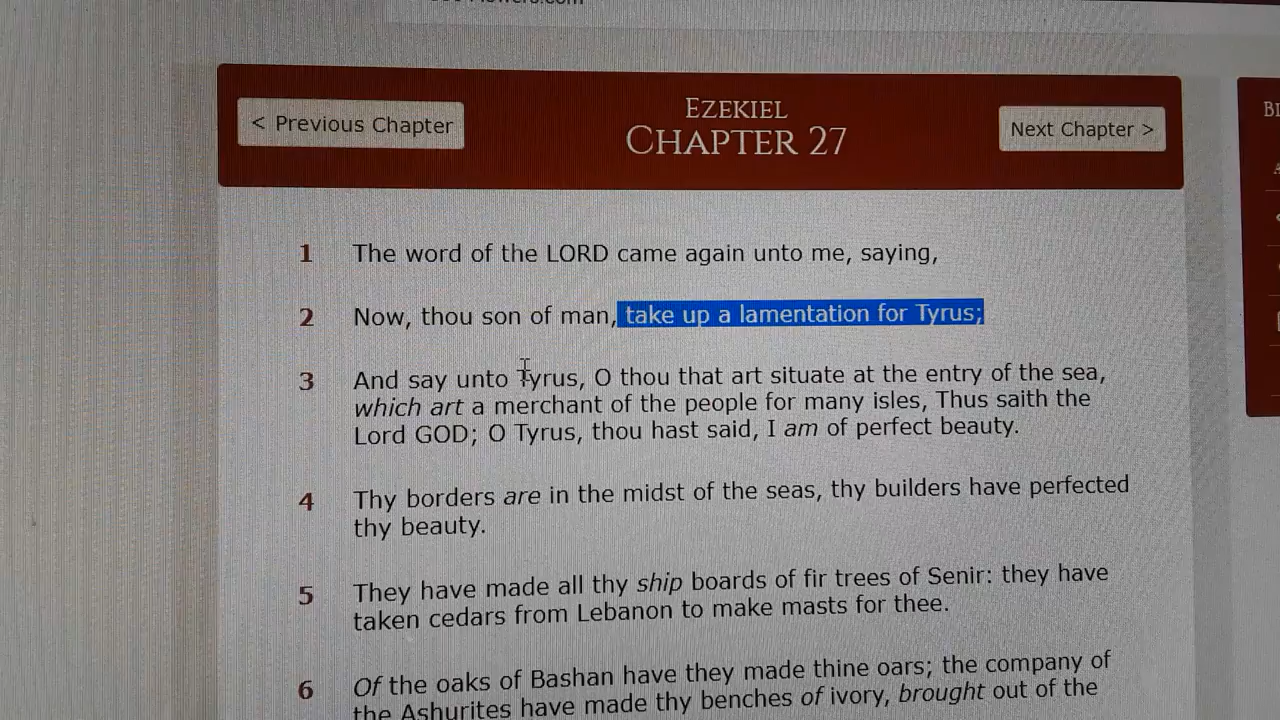 < Previous Chapter
EZEKIEL
CHAPTER 27
Next Chapter >
1 The word of the LORD came again unto me, saying,
2 Now, thou son of man, take up a lamentation for Tyrus;
3 And say unto Tyrus, O thou that art situate at the entry of the sea,
which art a merchant of the people for many isles, Thus saith the
Lord GOD; O Tyrus, thou hast said, I am of perfect beauty.
4 Thy borders are in the midst of the seas, thy builders have perfected
thy beauty.
5 They have made all thy ship boards of fir trees of Senir: they have
taken cedars from Lebanon to make masts for thee.
6 Of the oaks of Bashan have they made thine oars; the company of
the Ashurites have made thy benches of ivory, brought out of the